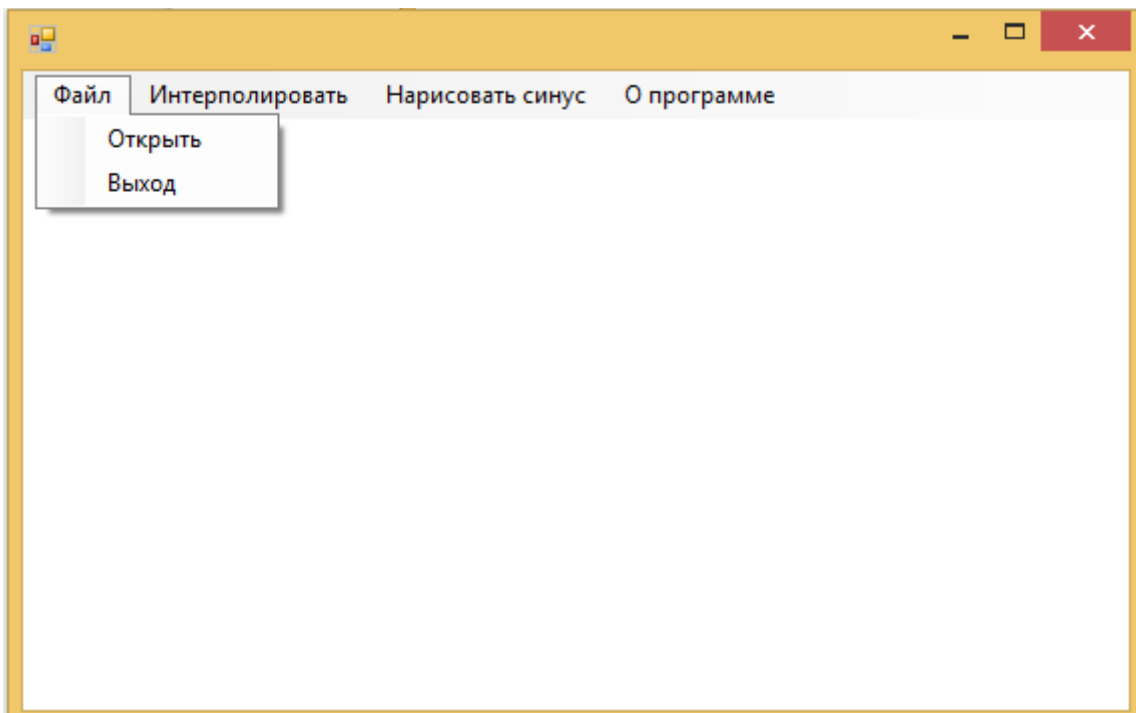 Файл Интерполировать Нарисовать синус О программе
Открыть
Выход